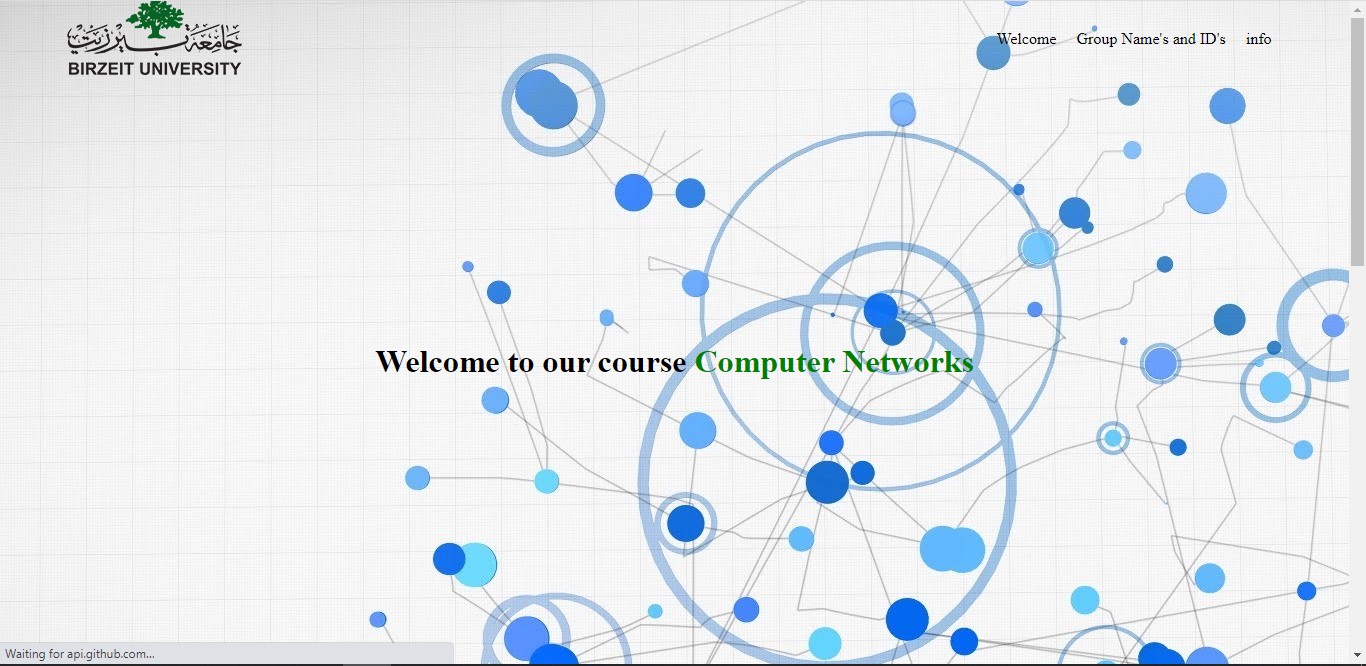 جامعة بيرزيت
BIRZEIT UNIVERSITY
Welcome Group Name's and ID's info
Welcome to our course Computer Networks
Waiting for api.github.com...